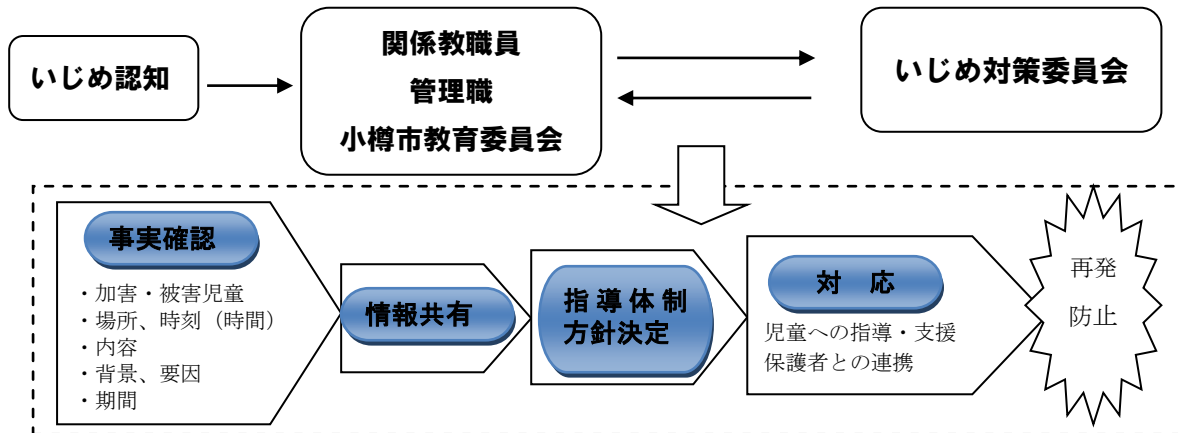 いじめ認知
関係教職員
管理職
小樽市教育委員会
いじめ対策委員会
事実確認
・加害・被害児童
・場所、時刻（時間）
・内容
・背景、要因
・期間
情報共有
指導体制
方針決定
対　応
児童への指導・支援
保護者との連携
再発
防止